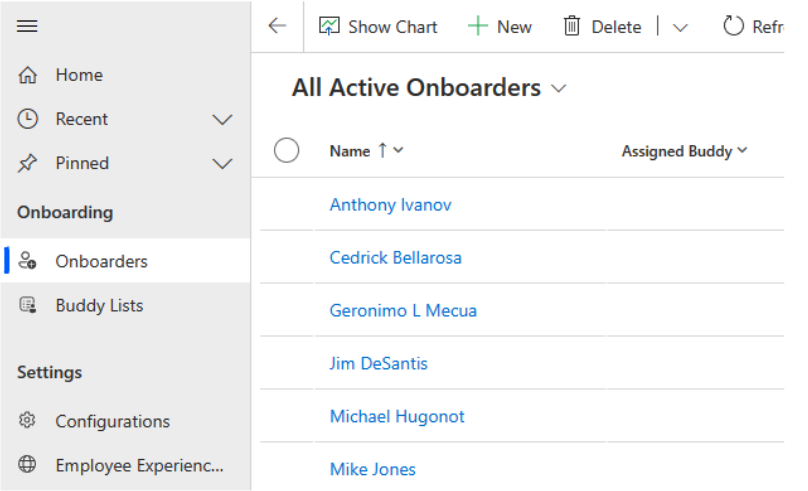 Show Chart New Delete Refr
Home
Recent
Pinned
Onboarding
Onboarders
Buddy Lists
Settings
Configurations
Employee Experienc...
All Active Onboarders
Name Assigned Buddy
Anthony Ivanov
Cedrick Bellarosa
Geronimo L Mecua
Jim DeSantis
Michael Hugonot
Mike Jones